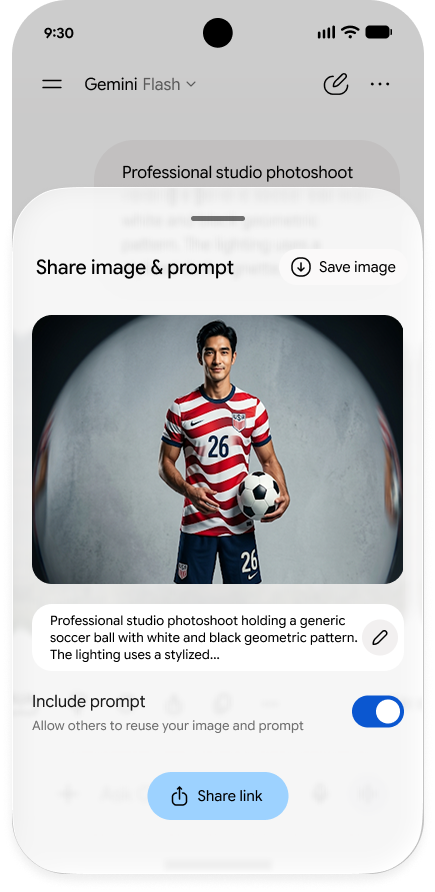 9:30
Gemini Flash
Professional studio photoshoot
Share image & prompt
Save image
26
26
Professional studio photoshoot holding a generic
soccer ball with white and black geometric pattern.
The lighting uses a stylized...
Include prompt
Allow others to reuse your image and prompt
Share link